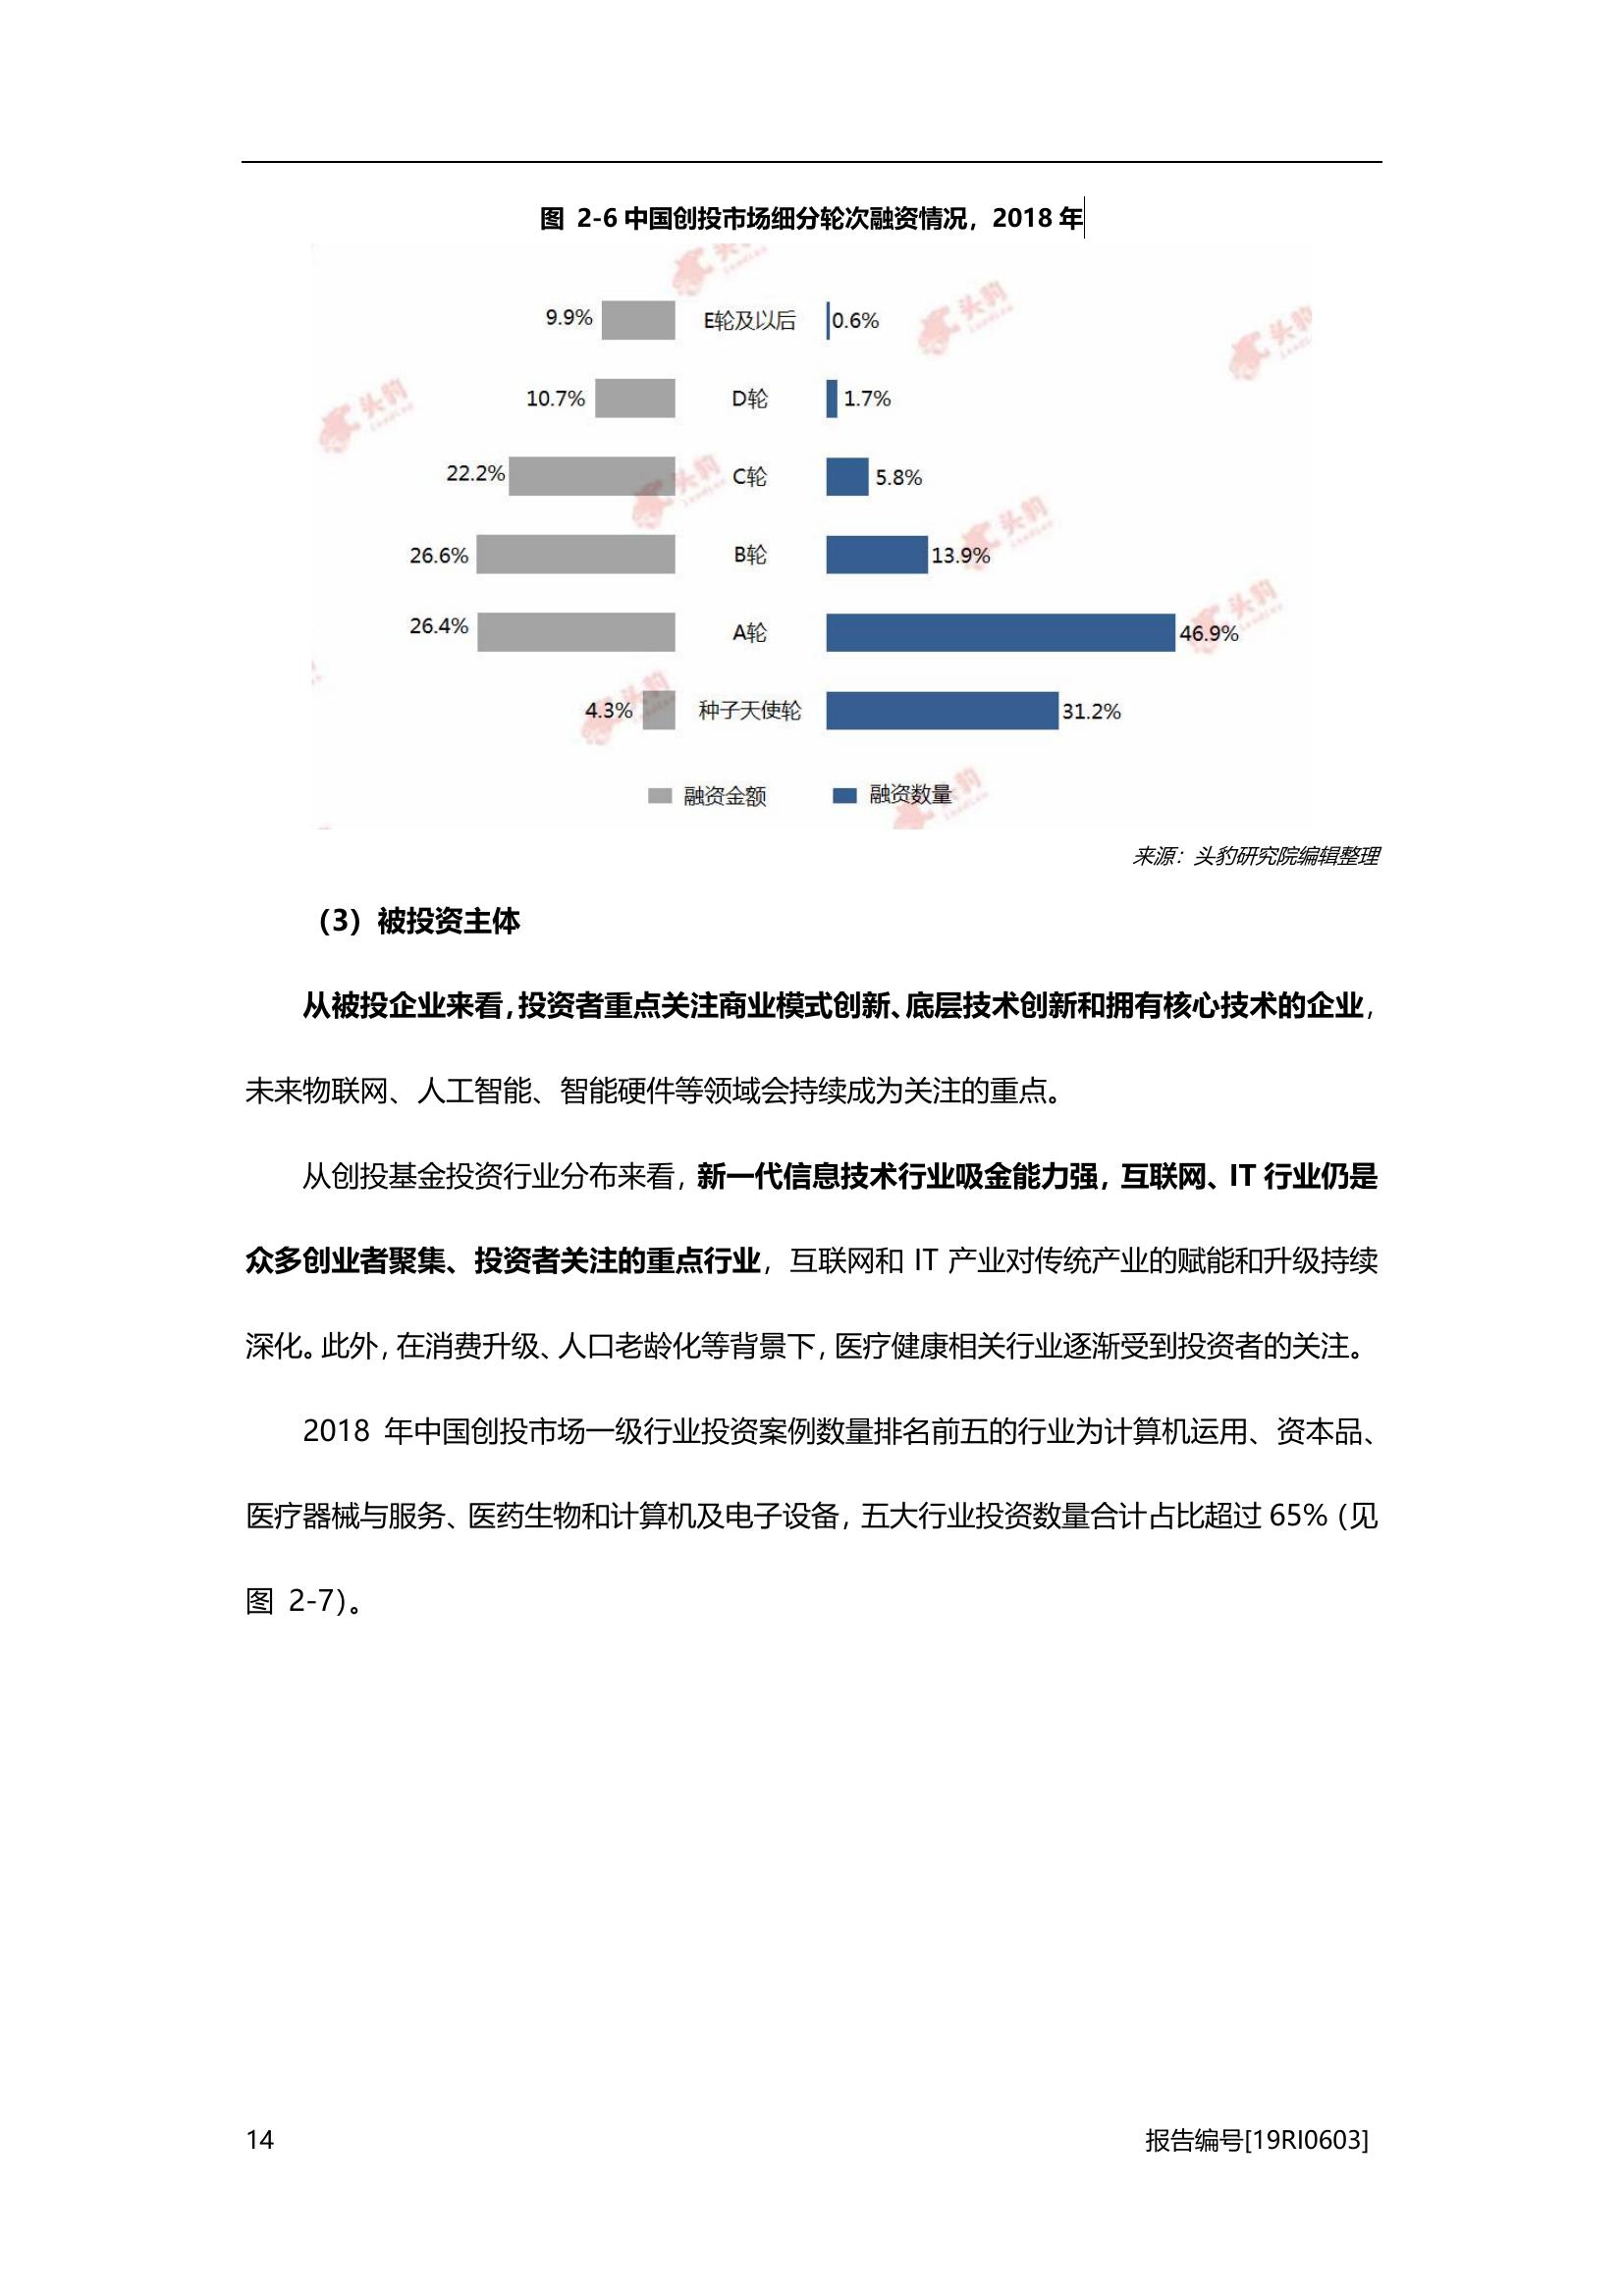 图 2-6 中国创投市场细分轮次融资情况，2018 年
9.9% E轮及以后 0.6%
10.7% D轮 1.7%
22.2% C轮 5.8%
26.6% B轮 13.9%
26.4% A轮 46.9%
4.3% 种子天使轮 31.2%
融资金额 融资数量
来源：头豹研究院编辑整理
（3）被投资主体
从被投企业来看，投资者重点关注商业模式创新、底层技术创新和拥有核心技术的企业，
未来物联网、人工智能、智能硬件等领域会持续成为关注的重点。
从创投基金投资行业分布来看，新一代信息技术行业吸金能力强，互联网、IT 行业仍是
众多创业者聚集、投资者关注的重点行业，互联网和 IT 产业对传统产业的赋能和升级持续
深化。此外，在消费升级、人口老龄化等背景下，医疗健康相关行业逐渐受到投资者的关注。
2018 年中国创投市场一级行业投资案例数量排名前五的行业为计算机运用、资本品、
医疗器械与服务、医药生物和计算机及电子设备，五大行业投资数量合计占比超过 65%（见
图 2-7）。
14 报告编号[19RI0603]
头豹
LeadLeo